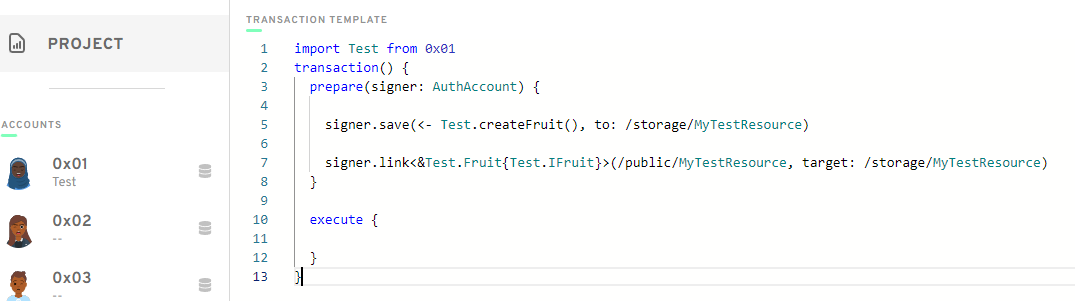 PROJECT
ACCOUNTS
0x01
Test
0x02
--
0x03
--
TRANSACTION TEMPLATE
1 import Test from 0x01
2 transaction() {
3 prepare(signer: AuthAccount) {
4
5 signer.save(<- Test.createFruit(), to: /storage/MyTestResource)
6
7 signer.link<&Test.Fruit{Test.IFruit}>(/public/MyTestResource, target: /storage/MyTestResource)
8 }
9
10 execute {
11
12 }
13 }